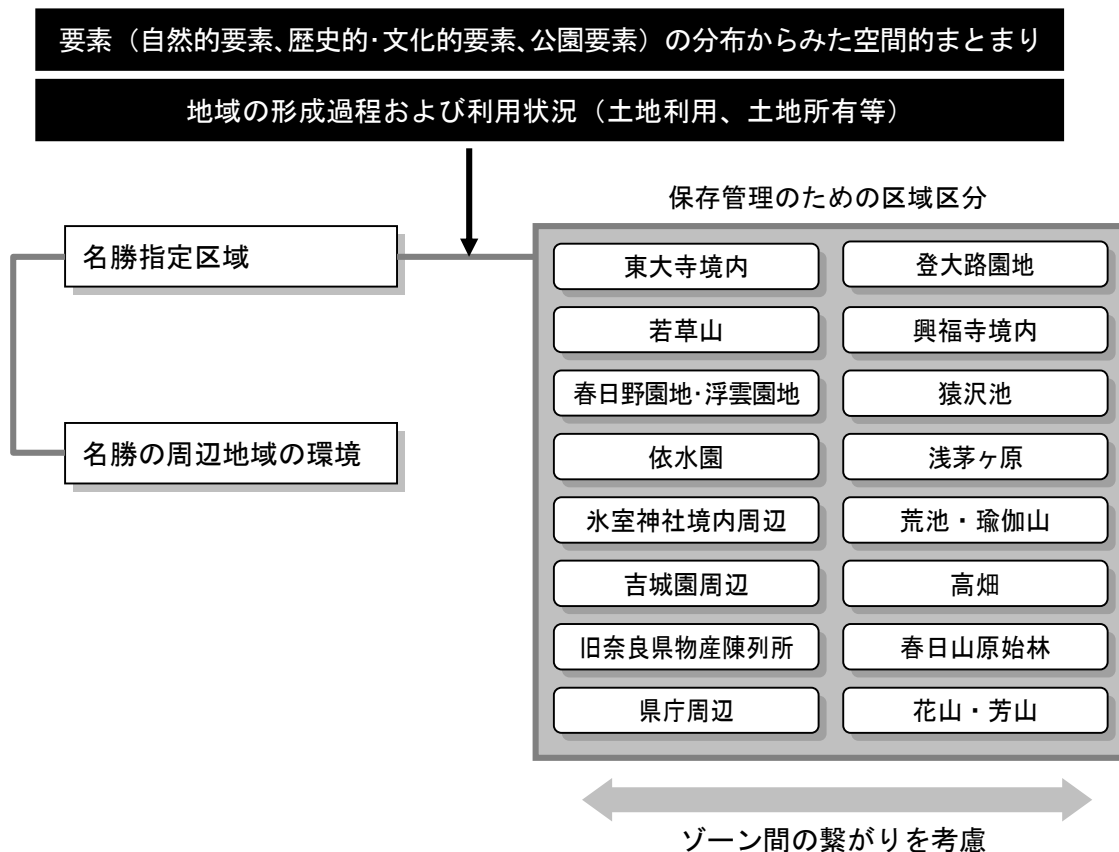 要素（自然的要素、歴史的・文化的要素、公園要素）の分布からみた空間的まとまり
地域の形成過程および利用状況（土地利用、土地所有等）
保存管理のための区域区分
名勝指定区域
名勝の周辺地域の環境
東大寺境内
登大路園地
若草山
興福寺境内
春日野園地・浮雲園地
猿沢池
依水園
浅茅ヶ原
氷室神社境内周辺
荒池・瑜伽山
吉城園周辺
高畑
旧奈良県物産陳列所
春日山原始林
県庁周辺
花山・芳山
ゾーン間の繋がりを考慮